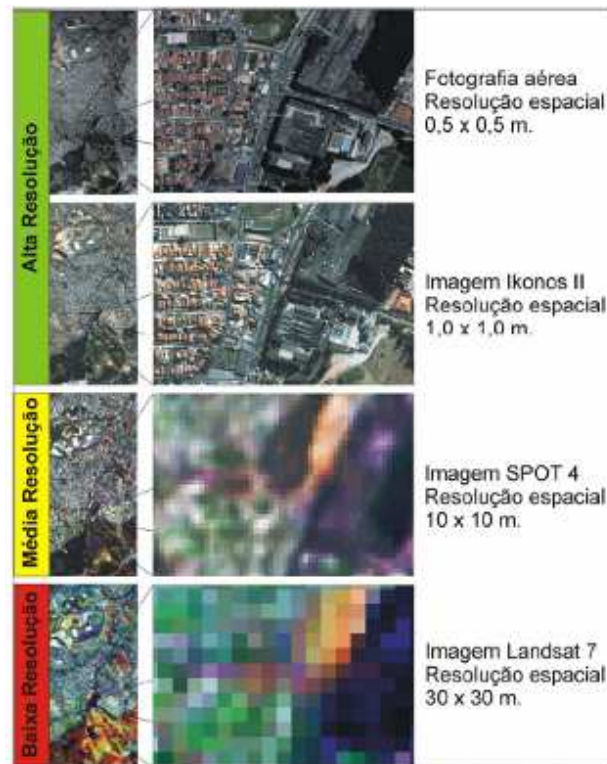 Alta Resolução
Fotografia aérea
Resolução espacial
0,5 x 0,5 m.
Imagem Ikonos II
Resolução espacial
1,0 x 1,0 m.
Média Resolução
Imagem SPOT 4
Resolução espacial
10 x 10 m.
Baixa Resolução
Imagem Landsat 7
Resolução espacial
30 x 30 m.